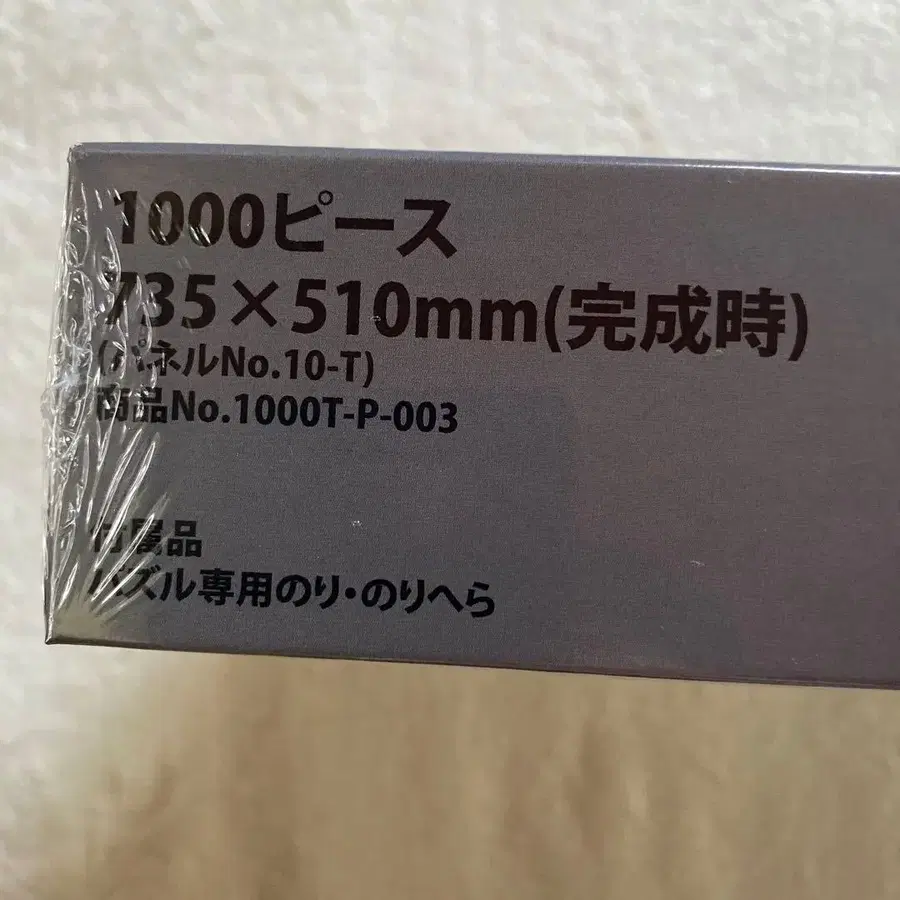 1000ピース
735×510mm(完成時)
(パネルNo.10-T)
商品No.1000T-P-003
付属品
パズル専用のり・のりへら